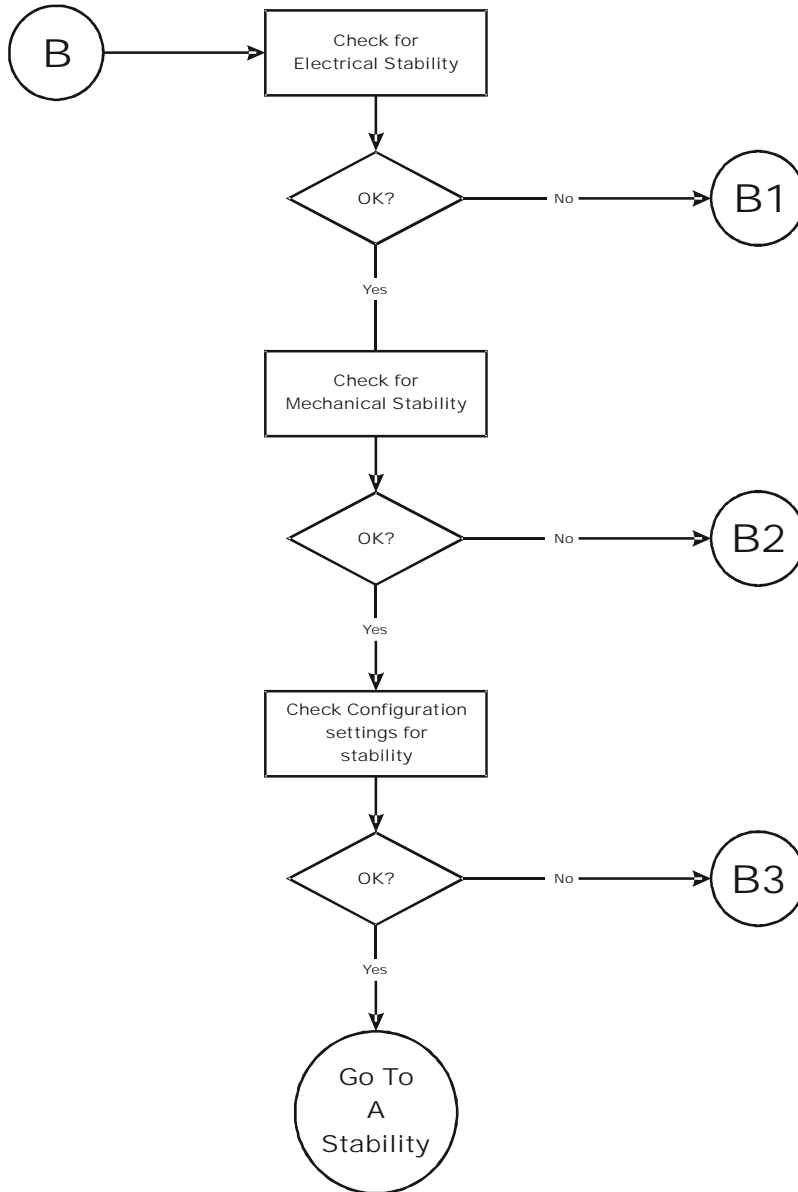 B
Check for
Electrical Stability
OK?
No
B1
Yes
Check for
Mechanical Stability
OK?
No
B2
Yes
Check Configuration
settings for
stability
OK?
No
B3
Yes
Go To
A
Stability